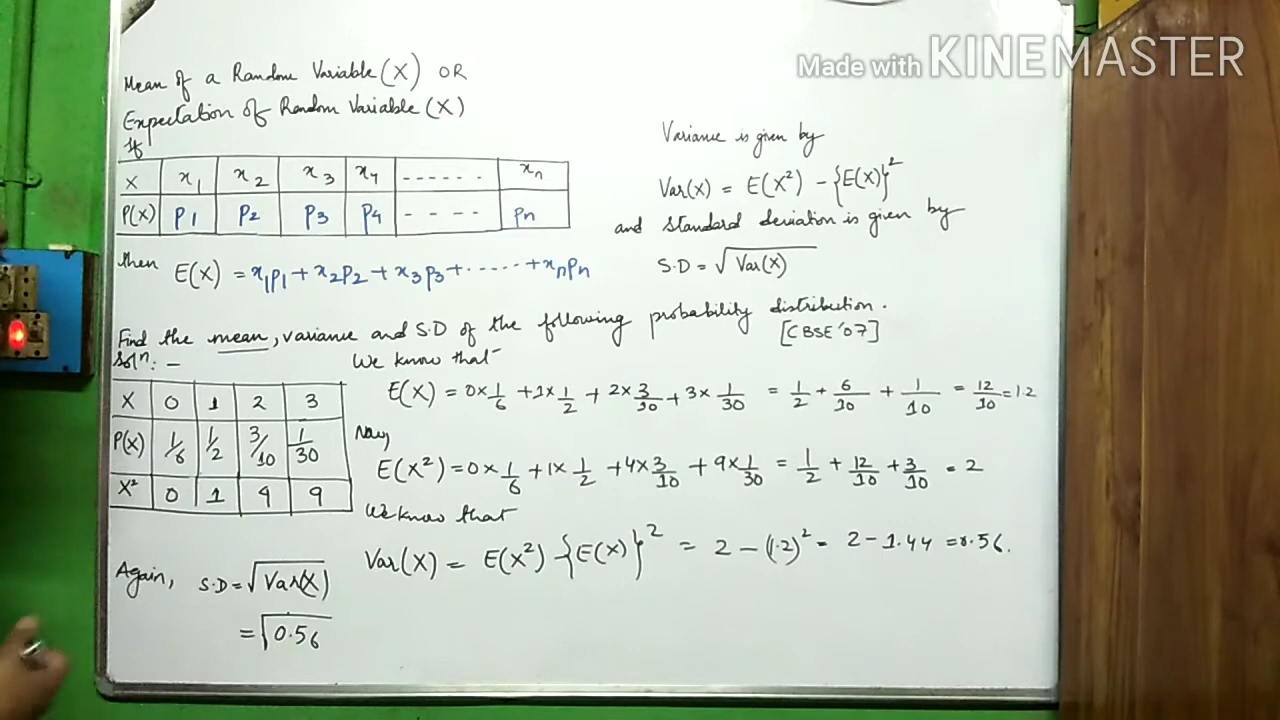 Made with KINEMASTER
Mean of a Random Variable (X) OR
Expectation of Random Variable (X)
If
X x₁ x₂ x₃ x₄ ------ xₙ
P(X) P₁ P₂ P₃ P₄ ---- Pₙ
then E(X) = x₁p₁ + x₂p₂ + x₃p₃ + ...... + xₙpₙ
Variance is given by
Var(X) = E(X²) - {E(X)}²
and standard deviation is given by
S.D = √Var(X)
Find the mean, variance and S.D of the following probability distribution.
[CBSE'07]
Solⁿ: -
X 0 1 2 3
P(X) 1/6 1/2 3/10 1/30
X² 0 1 4 9
We know that
E(X) = 0×1/6 + 1×1/2 + 2×3/10 + 3×1/30 = 1/2 + 6/10 + 1/10 = 12/10 = 1.2
Now,
E(X²) = 0×1/6 + 1×1/2 + 4×3/10 + 9×1/30 = 1/2 + 12/10 + 3/10 = 2
We know that
Var(X) = E(X²) - {E(X)}² = 2 - (1.2)² = 2 - 1.44 = 0.56.
Again, S.D = √Var(X)
= √0.56